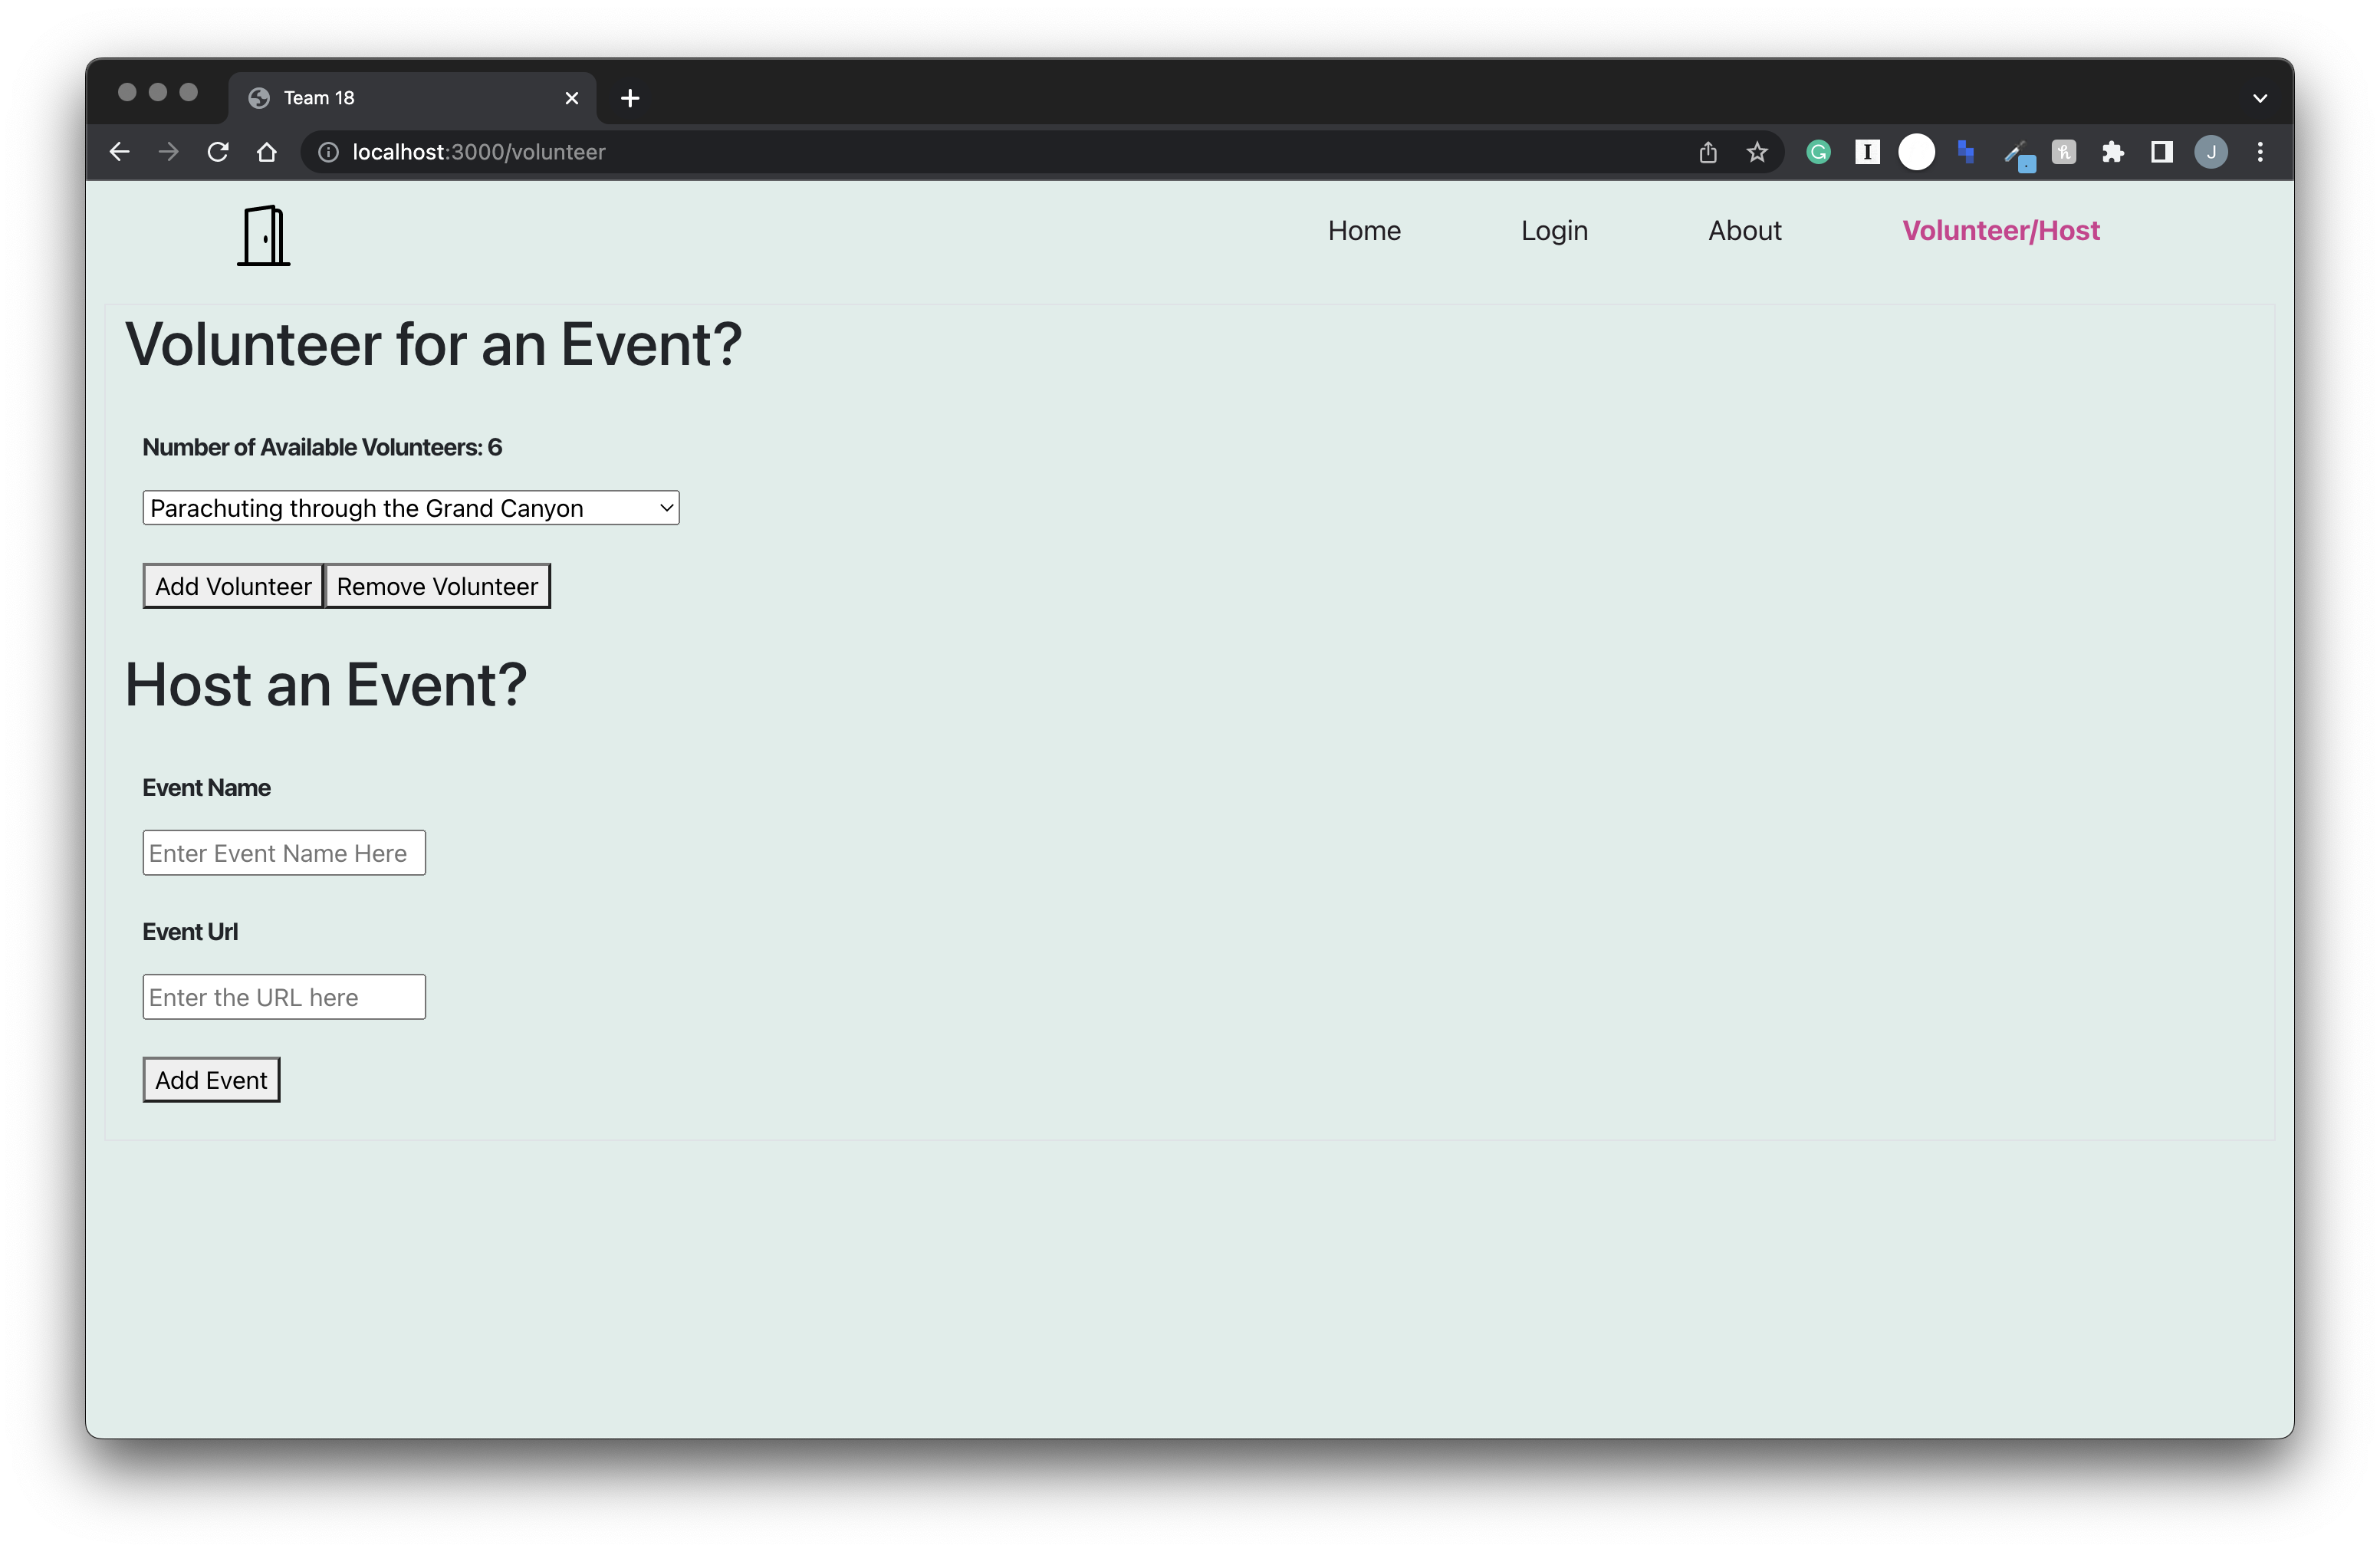 Team 18
localhost:3000/volunteer
J
Home Login About Volunteer/Host
Volunteer for an Event?
Number of Available Volunteers: 6
Parachuting through the Grand Canyon
Add Volunteer Remove Volunteer
Host an Event?
Event Name
Enter Event Name Here
Event Url
Enter the URL here
Add Event